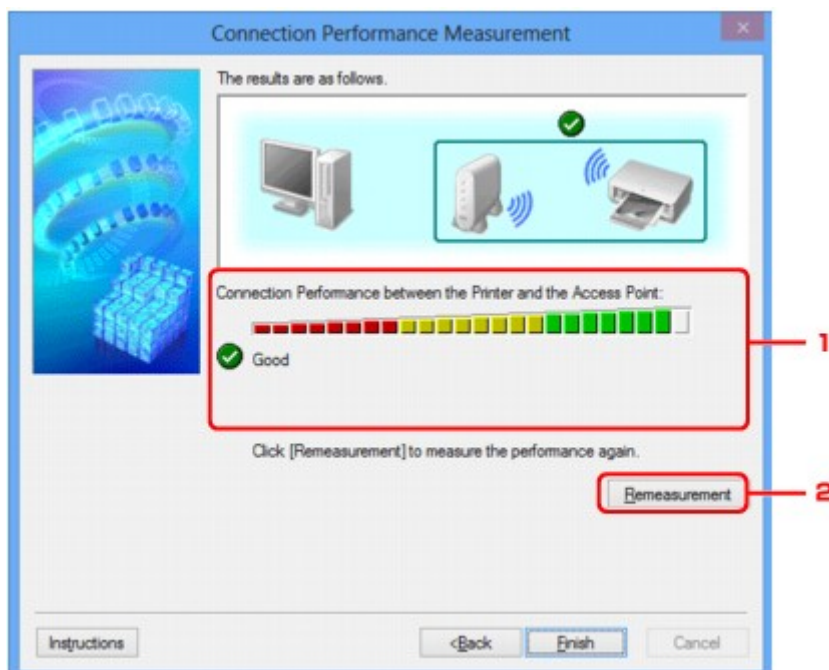 Connection Performance Measurement
The results are as follows.
Connection Performance between the Printer and the Access Point:
1
Good
Click [Remeasurement] to measure the performance again.
Remeasurement
2
Instructions
<Back
Finish
Cancel